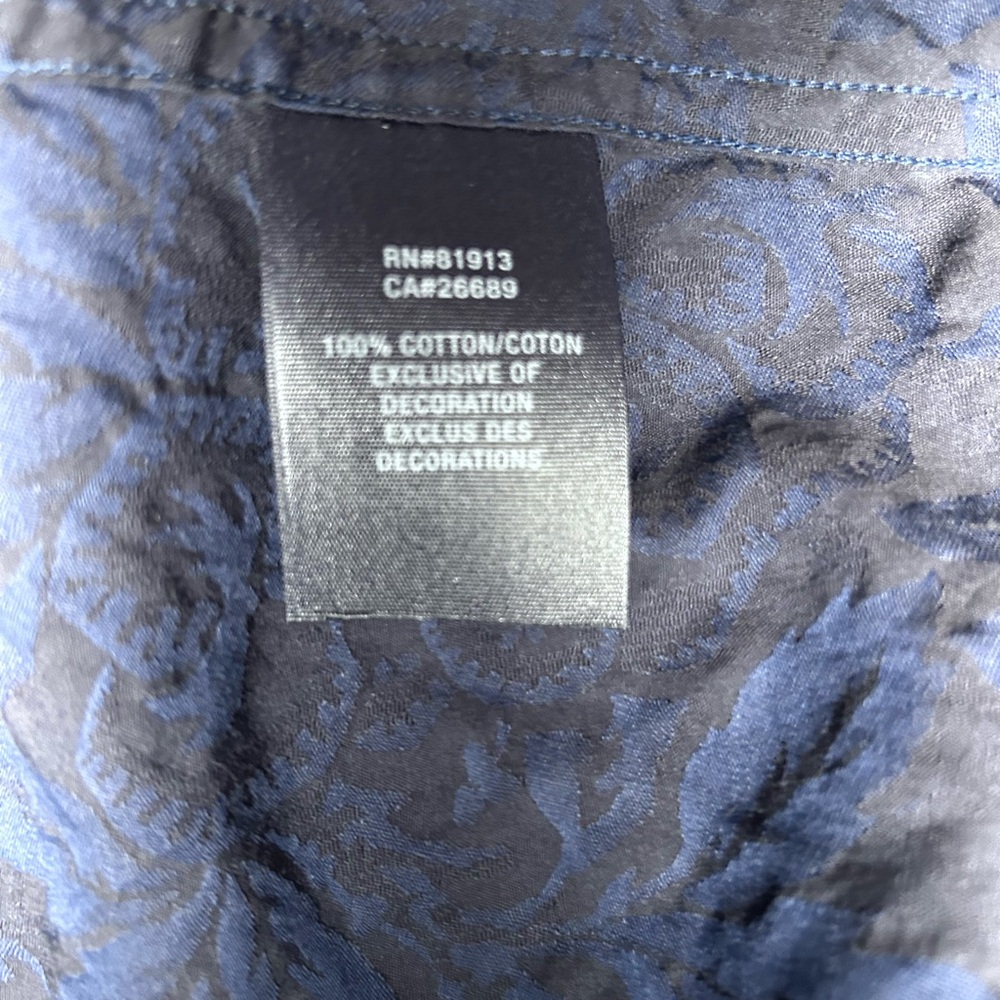 RN#81913
CA#26689
100% COTTON/COTON
EXCLUSIVE OF
DECORATION
EXCLUS DES
DECORATIONS